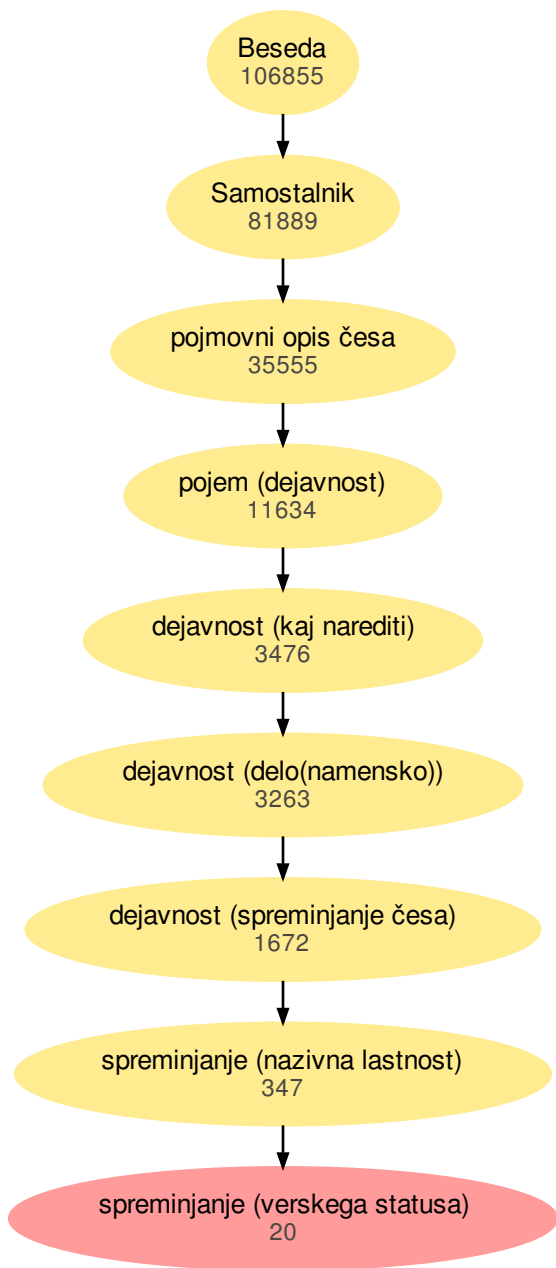 Beseda
106855
Samostalnik
81889
pojmovni opis česa
35555
pojem (dejavnost)
11634
dejavnost (kaj narediti)
3476
dejavnost (delo(namensko))
3263
dejavnost (spreminjanje česa)
1672
spreminjanje (nazivna lastnost)
347
spreminjanje (verskega statusa)
20